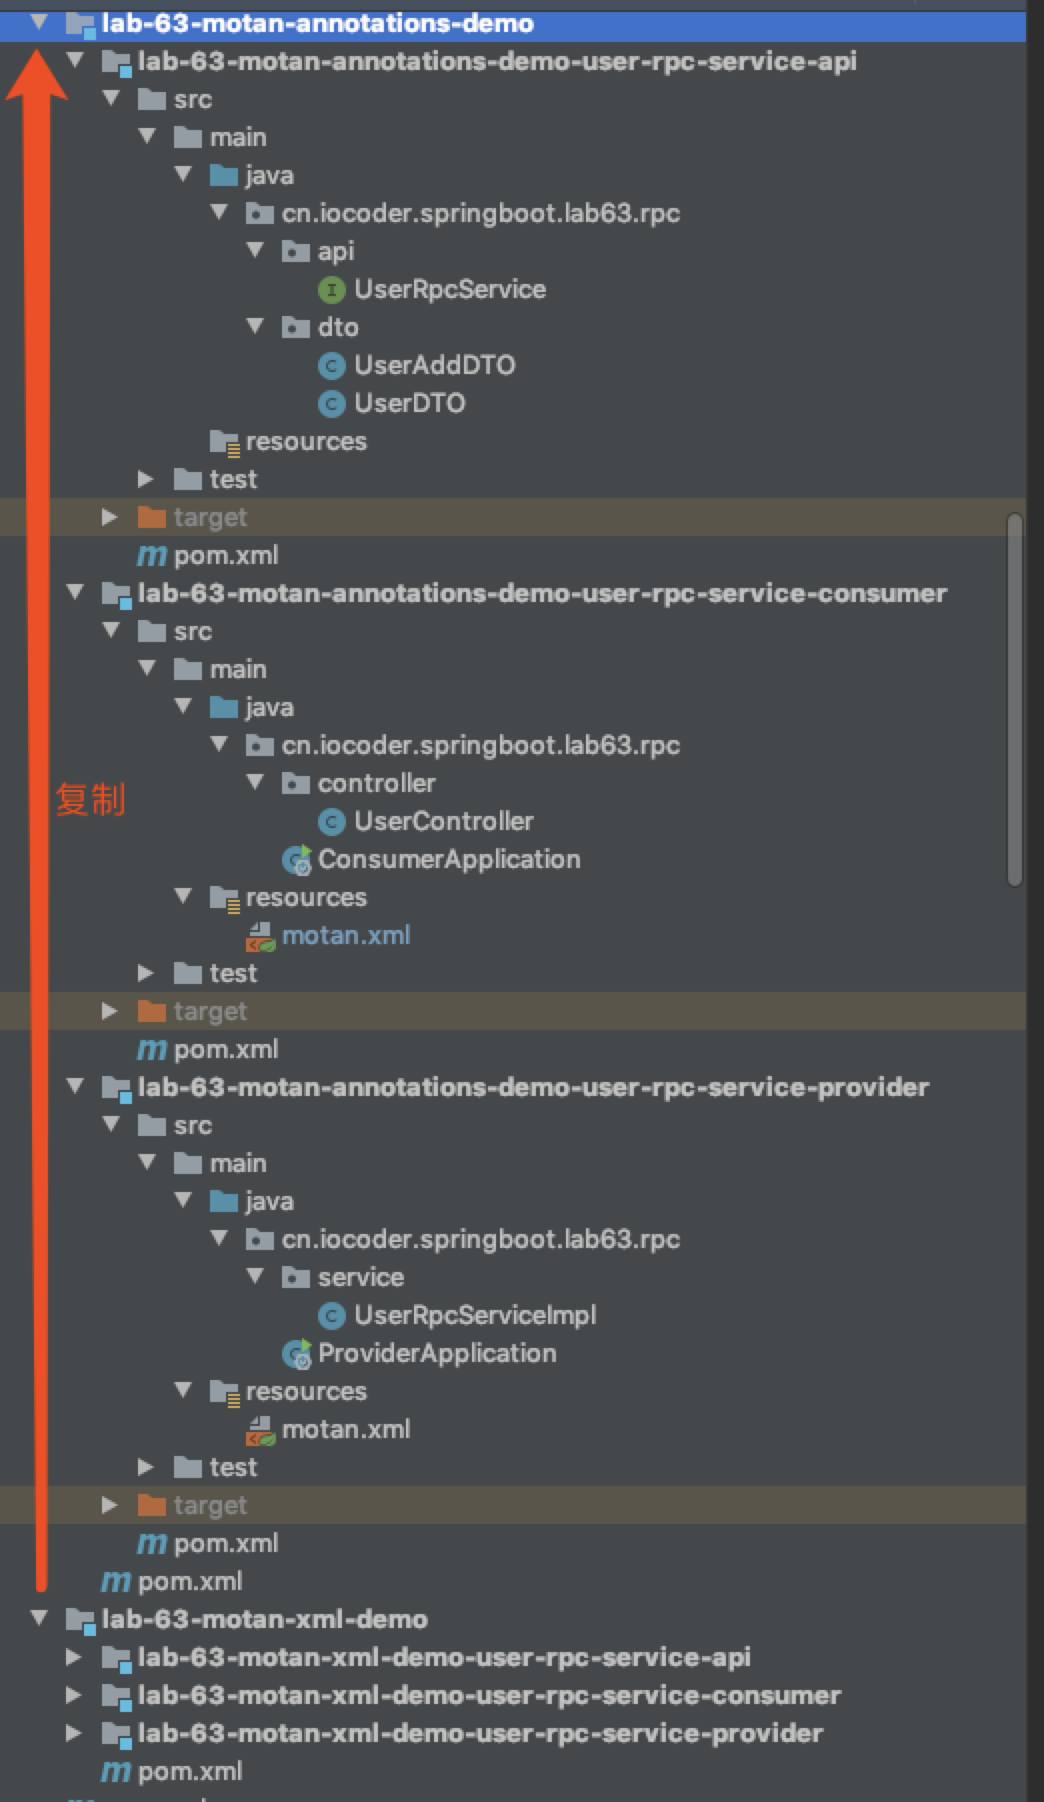 lab-63-motan-annotations-demo
lab-63-motan-annotations-demo-user-rpc-service-api
src
main
java
cn.iocoder.springboot.lab63.rpc
api
UserRpcService
dto
UserAddDTO
UserDTO
resources
test
target
pom.xml
lab-63-motan-annotations-demo-user-rpc-service-consumer
src
main
java
cn.iocoder.springboot.lab63.rpc
controller
复制
UserController
ConsumerApplication
resources
motan.xml
test
target
pom.xml
lab-63-motan-annotations-demo-user-rpc-service-provider
src
main
java
cn.iocoder.springboot.lab63.rpc
service
UserRpcServiceImpl
ProviderApplication
resources
motan.xml
test
target
pom.xml
pom.xml
lab-63-motan-xml-demo
lab-63-motan-xml-demo-user-rpc-service-api
lab-63-motan-xml-demo-user-rpc-service-consumer
lab-63-motan-xml-demo-user-rpc-service-provider
pom.xml